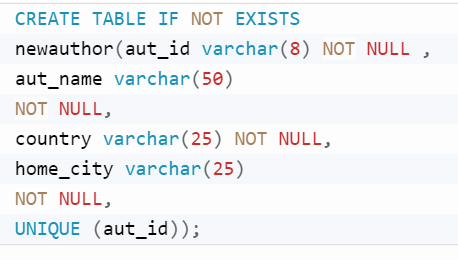 CREATE TABLE IF NOT EXISTS
newauthor(aut_id varchar(8) NOT NULL ,
aut_name varchar(50)
NOT NULL,
country varchar(25) NOT NULL,
home_city varchar(25)
NOT NULL,
UNIQUE (aut_id));